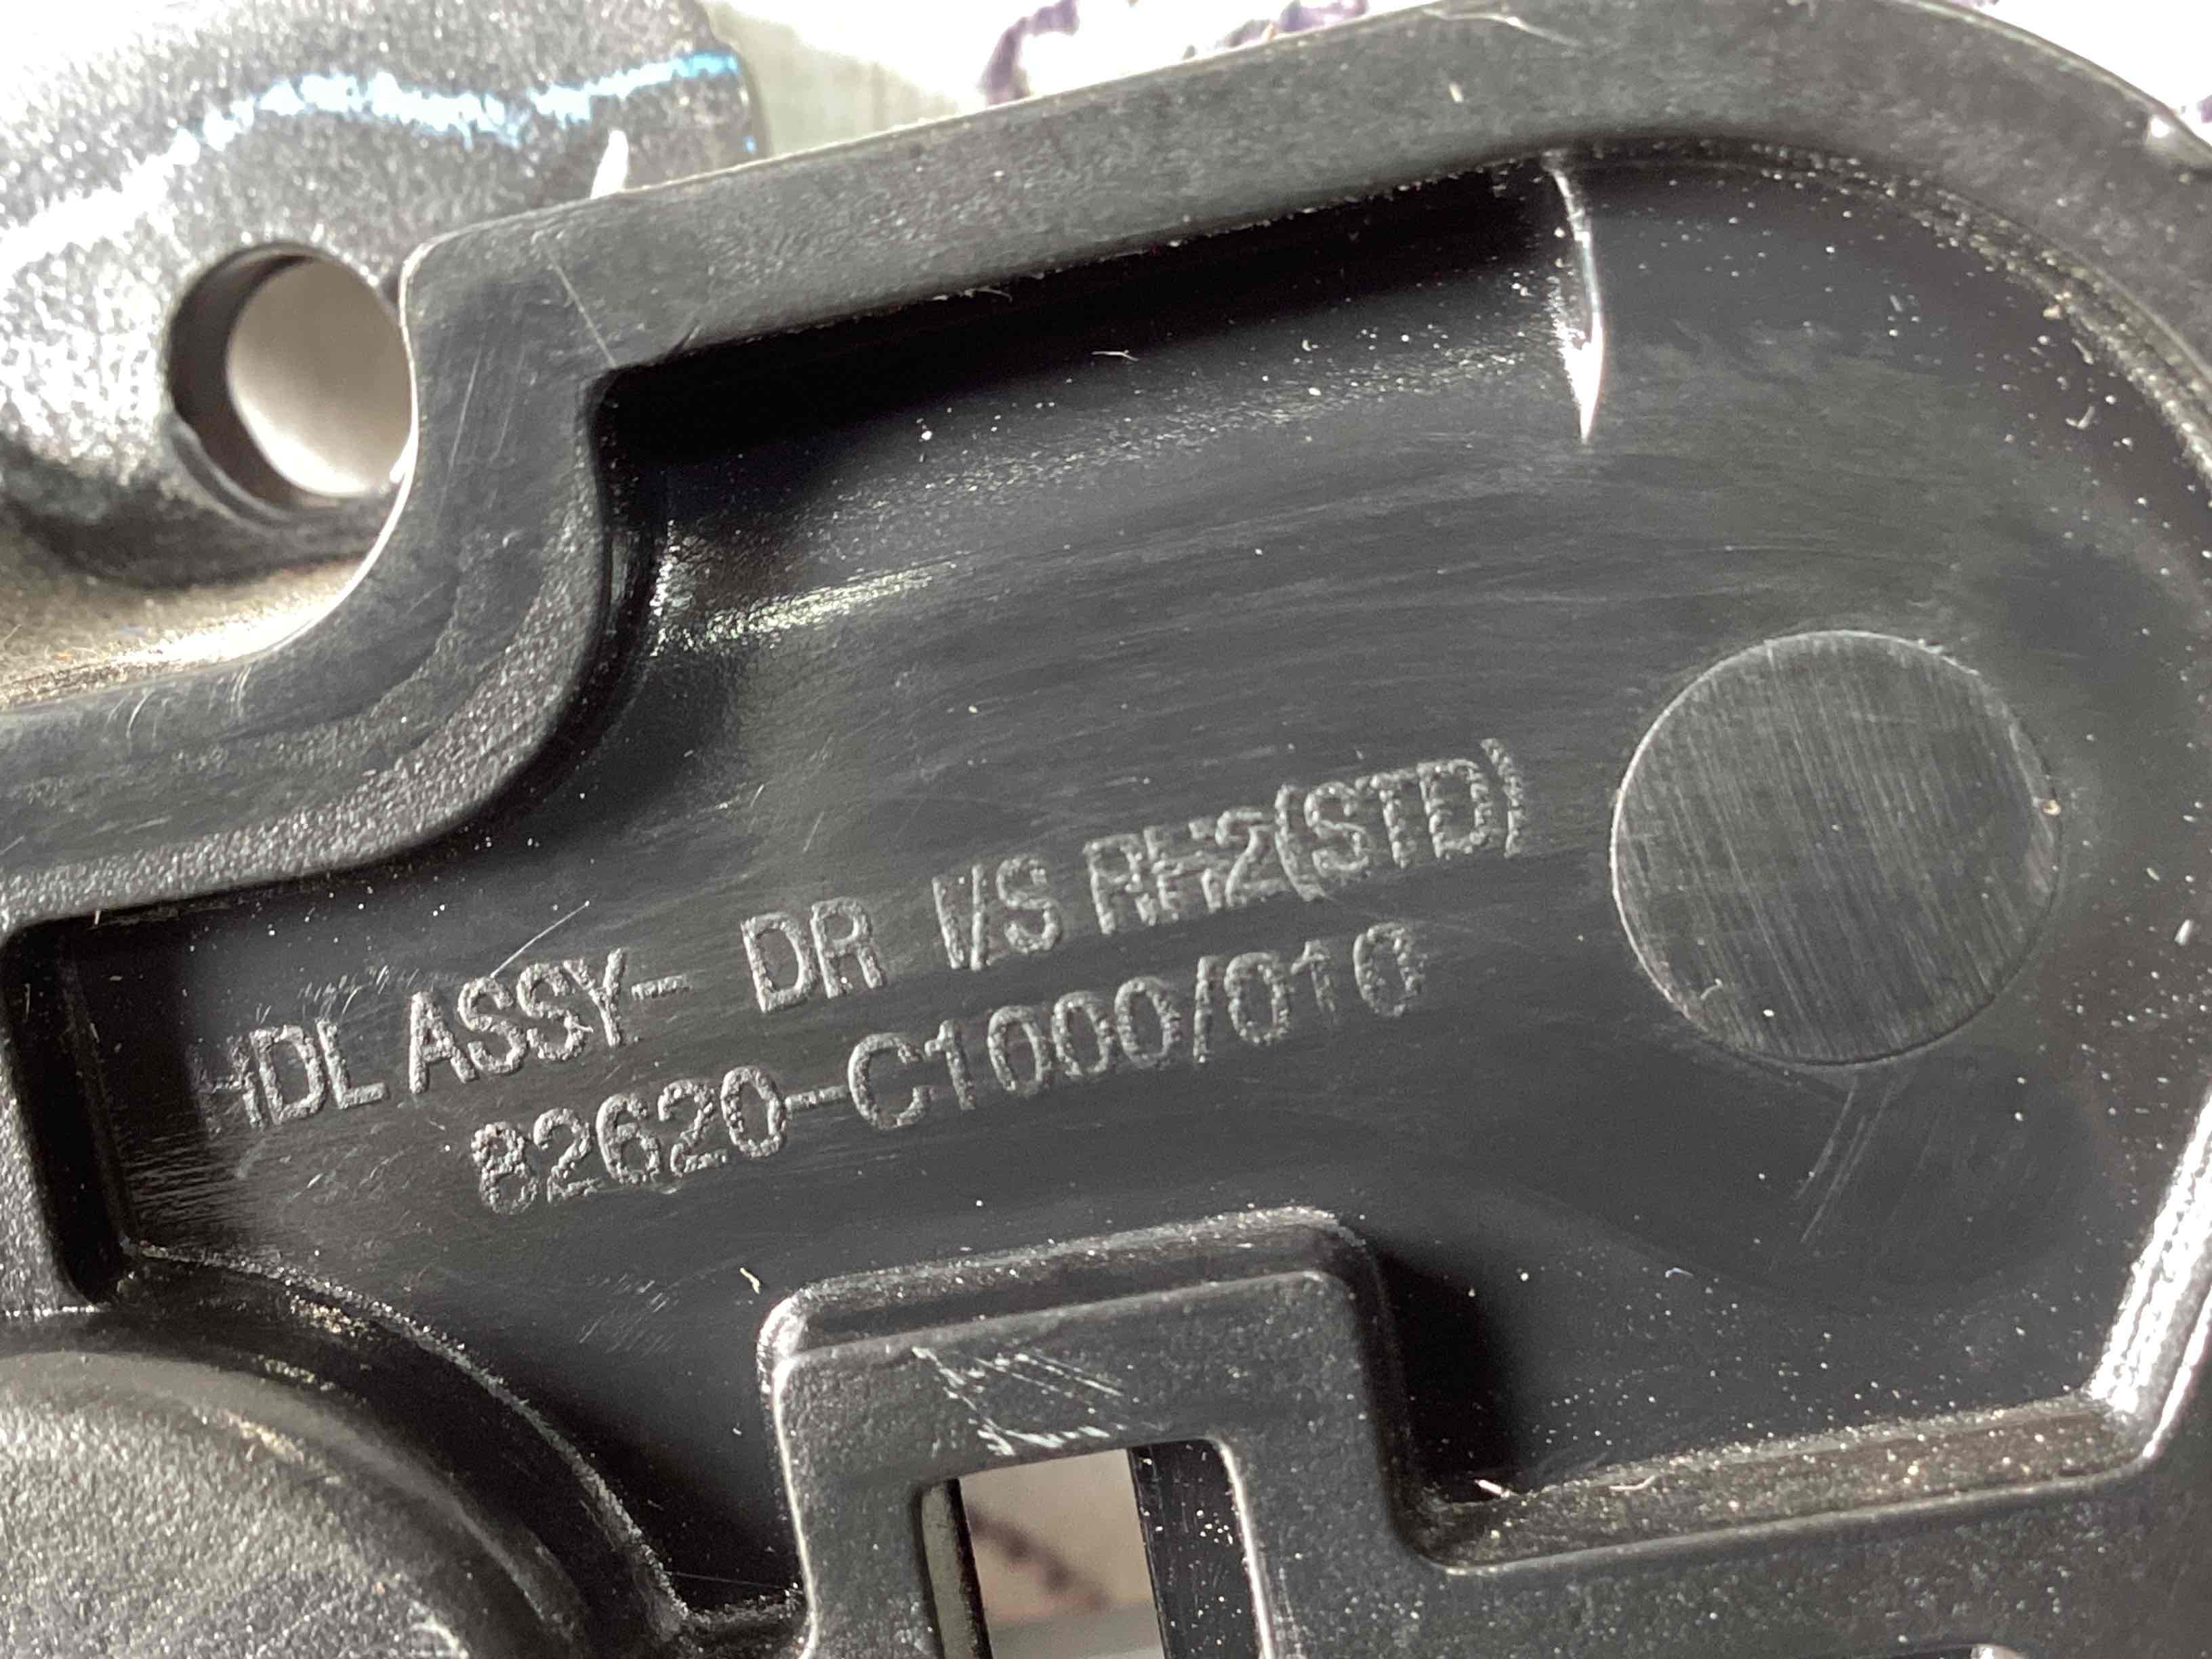 HDL ASSY- DR I/S RH2(STD)
82620-C1000/010